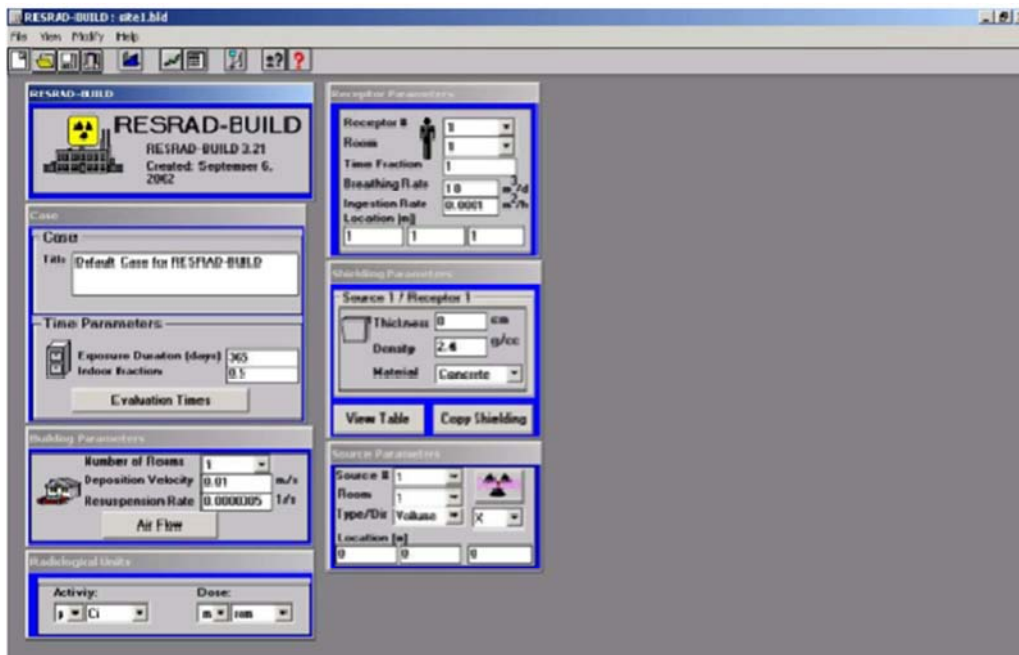 RESRAD-BUILD : site1.bld
File View Modify Help
RESRAD-BUILD
RESRAD-BUILD
RESRAD-BUILD 3.21
Created: September 6,
2002
Case
Case
Title Default Case for RESRAD-BUILD
Time Parameters
Exposure Duration (days) 365
Indoor Fraction 0.5
Evaluation Times
Building Parameters
Number of Rooms 1
Deposition Velocity 0.01 m/s
Resuspension Rate 0.0000005 1/s
Air Flow
Radiological Units
Activity: Dose:
p Ci m rem
Receptor Parameters
Receptor # 1
Room 1
Time Fraction 1
Breathing Rate 18 m3/d
Ingestion Rate 0.0001 m2/h
Location [m]
1 1 1
Shielding Parameters
Source 1 / Receptor 1
Thickness 0 cm
Density 2.4 g/cc
Material Concrete
View Table Copy Shielding
Source Parameters
Source # 1
Room 1
Type/Dir Volume X
Location [m]
0 0 0